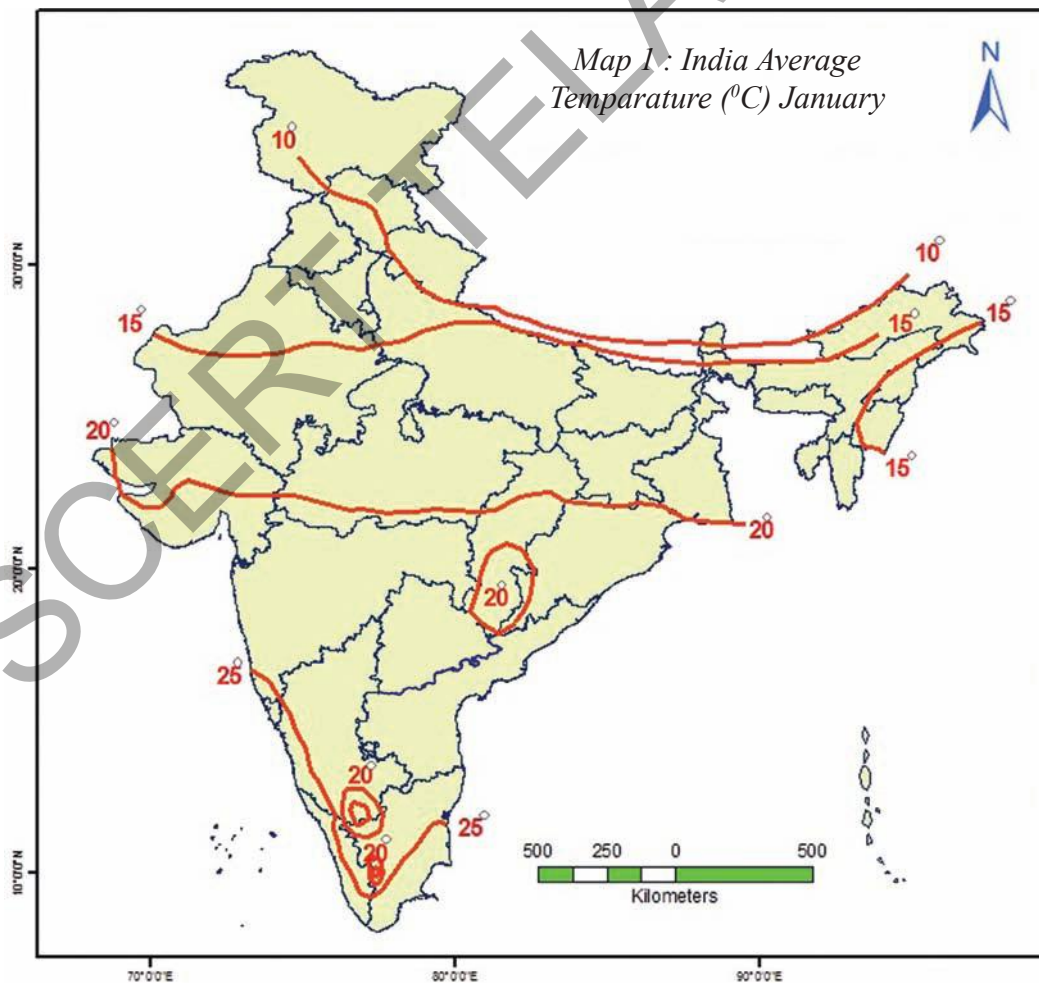 Map 1 : India Average
Temparature (⁰C) January
N
10°
10°
30°0'0"N
15°
15°
15°
20°
15°
20°
20°0'0"N
20°
25°
20°
25°
20°
500 250 0 500
Kilometers
10°0'0"N
70°0'0"E
80°0'0"E
90°0'0"E
SCERT TELA